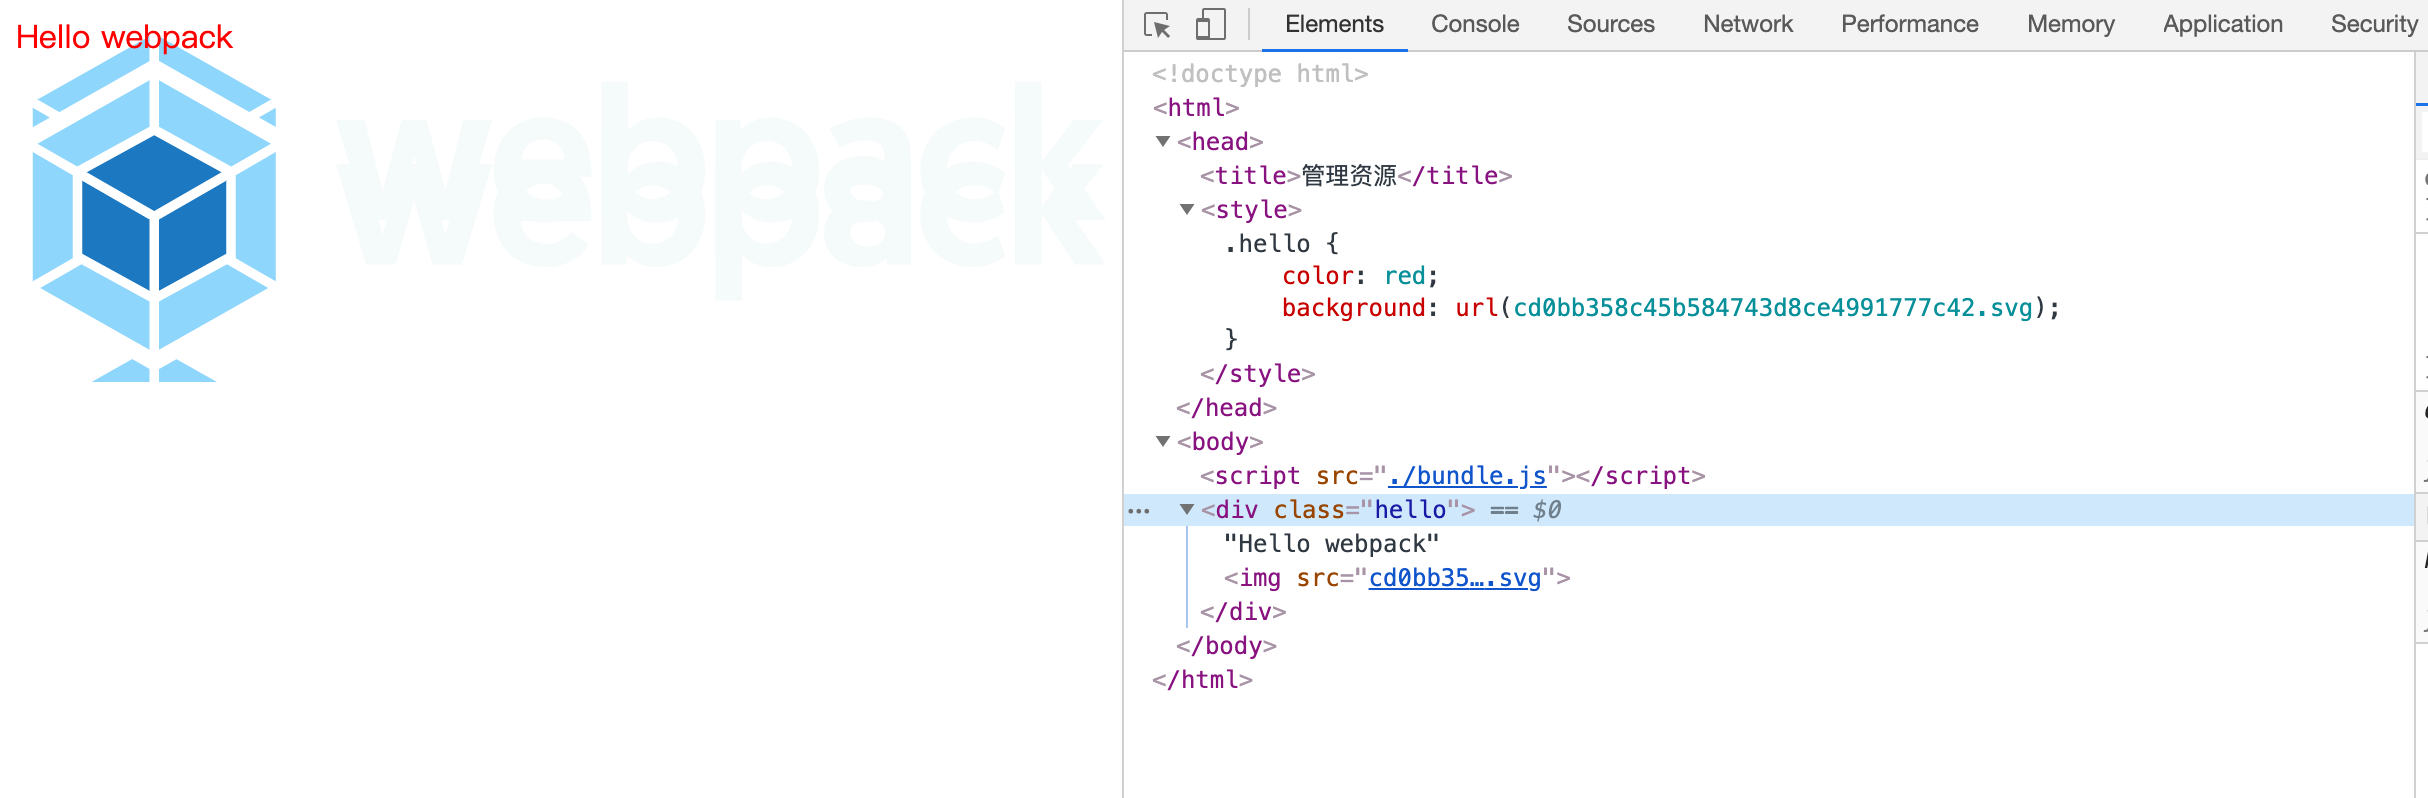 Hello webpack
webpack
Elements Console Sources Network Performance Memory Application Security
<!doctype html>
<html>
<head>
<title>管理资源</title>
<style>
.hello {
color: red;
background: url(cd0bb358c45b584743d8ce4991777c42.svg);
}
</style>
</head>
<body>
<script src="./bundle.js"></script>
<div class="hello"> == $0
"Hello webpack"
<img src="cd0bb35….svg">
</div>
</body>
</html>